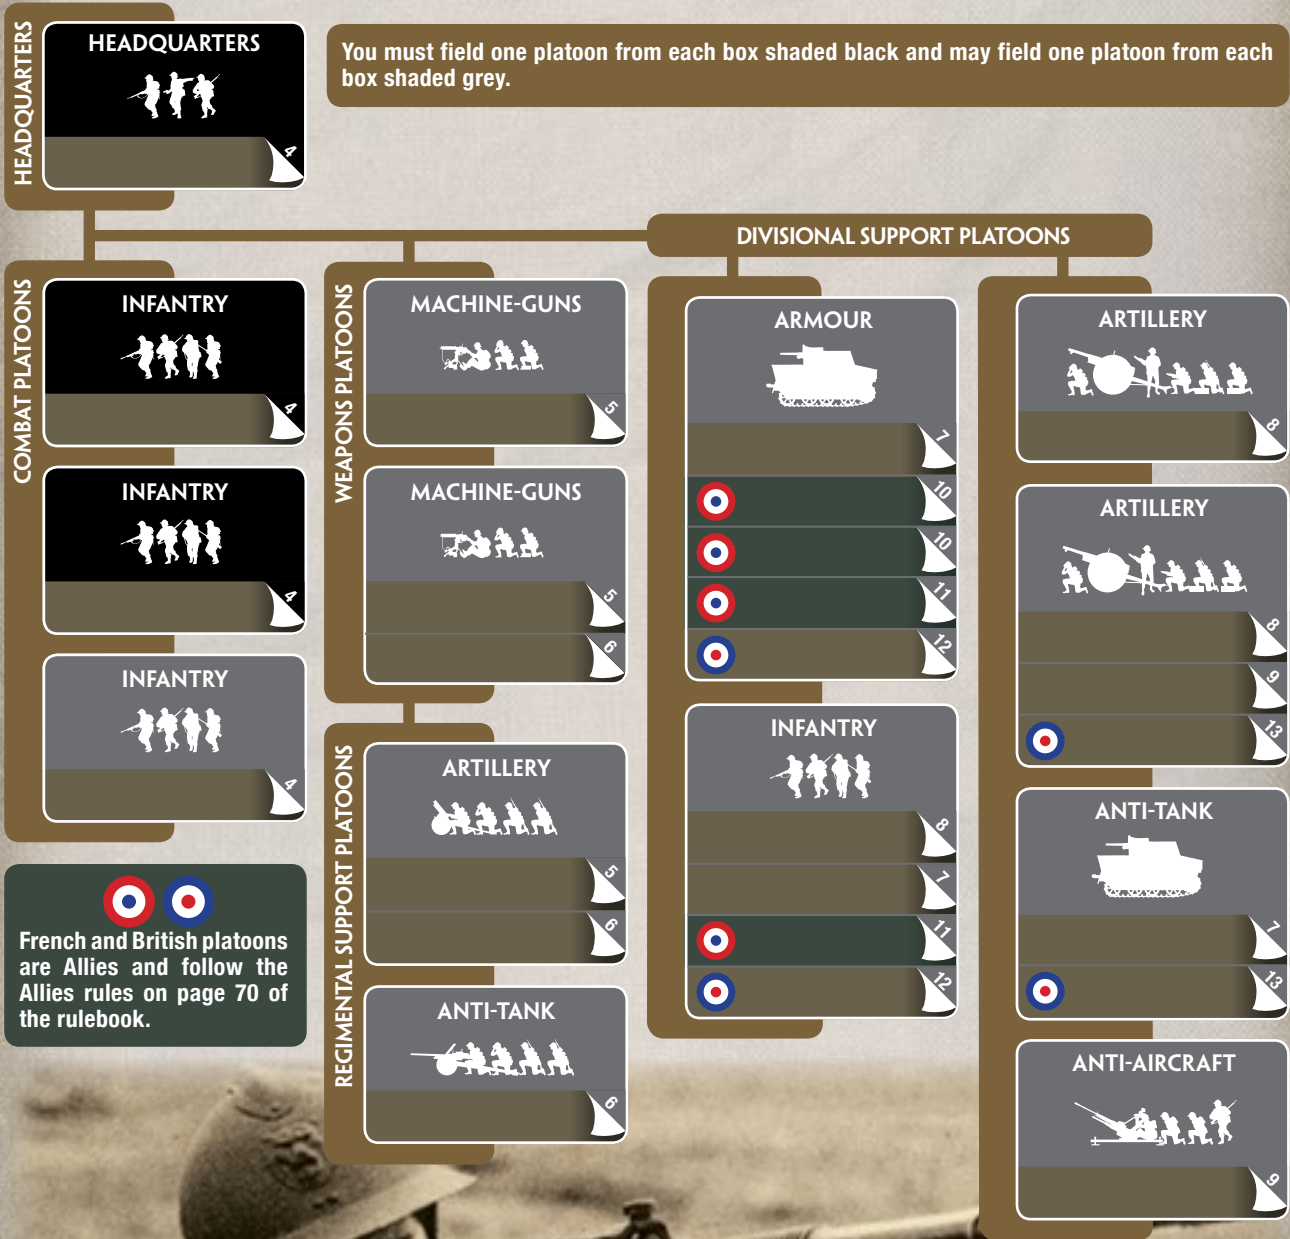 HEADQUARTERS
HEADQUARTERS
4
You must field one platoon from each box shaded black and may field one platoon from each
box shaded grey.
COMBAT PLATOONS
INFANTRY
4
INFANTRY
4
INFANTRY
4
French and British platoons
are Allies and follow the
Allies rules on page 70 of
the rulebook.
WEAPONS PLATOONS
MACHINE-GUNS
5
MACHINE-GUNS
5
6
REGIMENTAL SUPPORT PLATOONS
ARTILLERY
5
6
ANTI-TANK
6
DIVISIONAL SUPPORT PLATOONS
ARMOUR
7
10
10
11
12
INFANTRY
8
7
11
12
ARTILLERY
8
ARTILLERY
8
9
13
ANTI-TANK
7
13
ANTI-AIRCRAFT
9